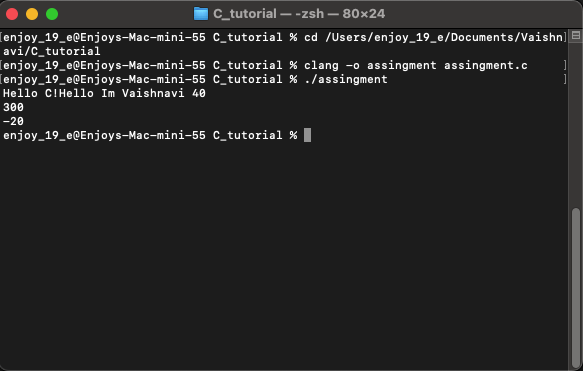 C_tutorial — -zsh — 80×24
[enjoy_19_e@Enjoys-Mac-mini-55 C_tutorial % cd /Users/enjoy_19_e/Documents/Vaishn]
avi/C_tutorial
[enjoy_19_e@Enjoys-Mac-mini-55 C_tutorial % clang -o assingment assingment.c ]
[enjoy_19_e@Enjoys-Mac-mini-55 C_tutorial % ./assingment ]
Hello C!Hello Im Vaishnavi 40
300
-20
enjoy_19_e@Enjoys-Mac-mini-55 C_tutorial %